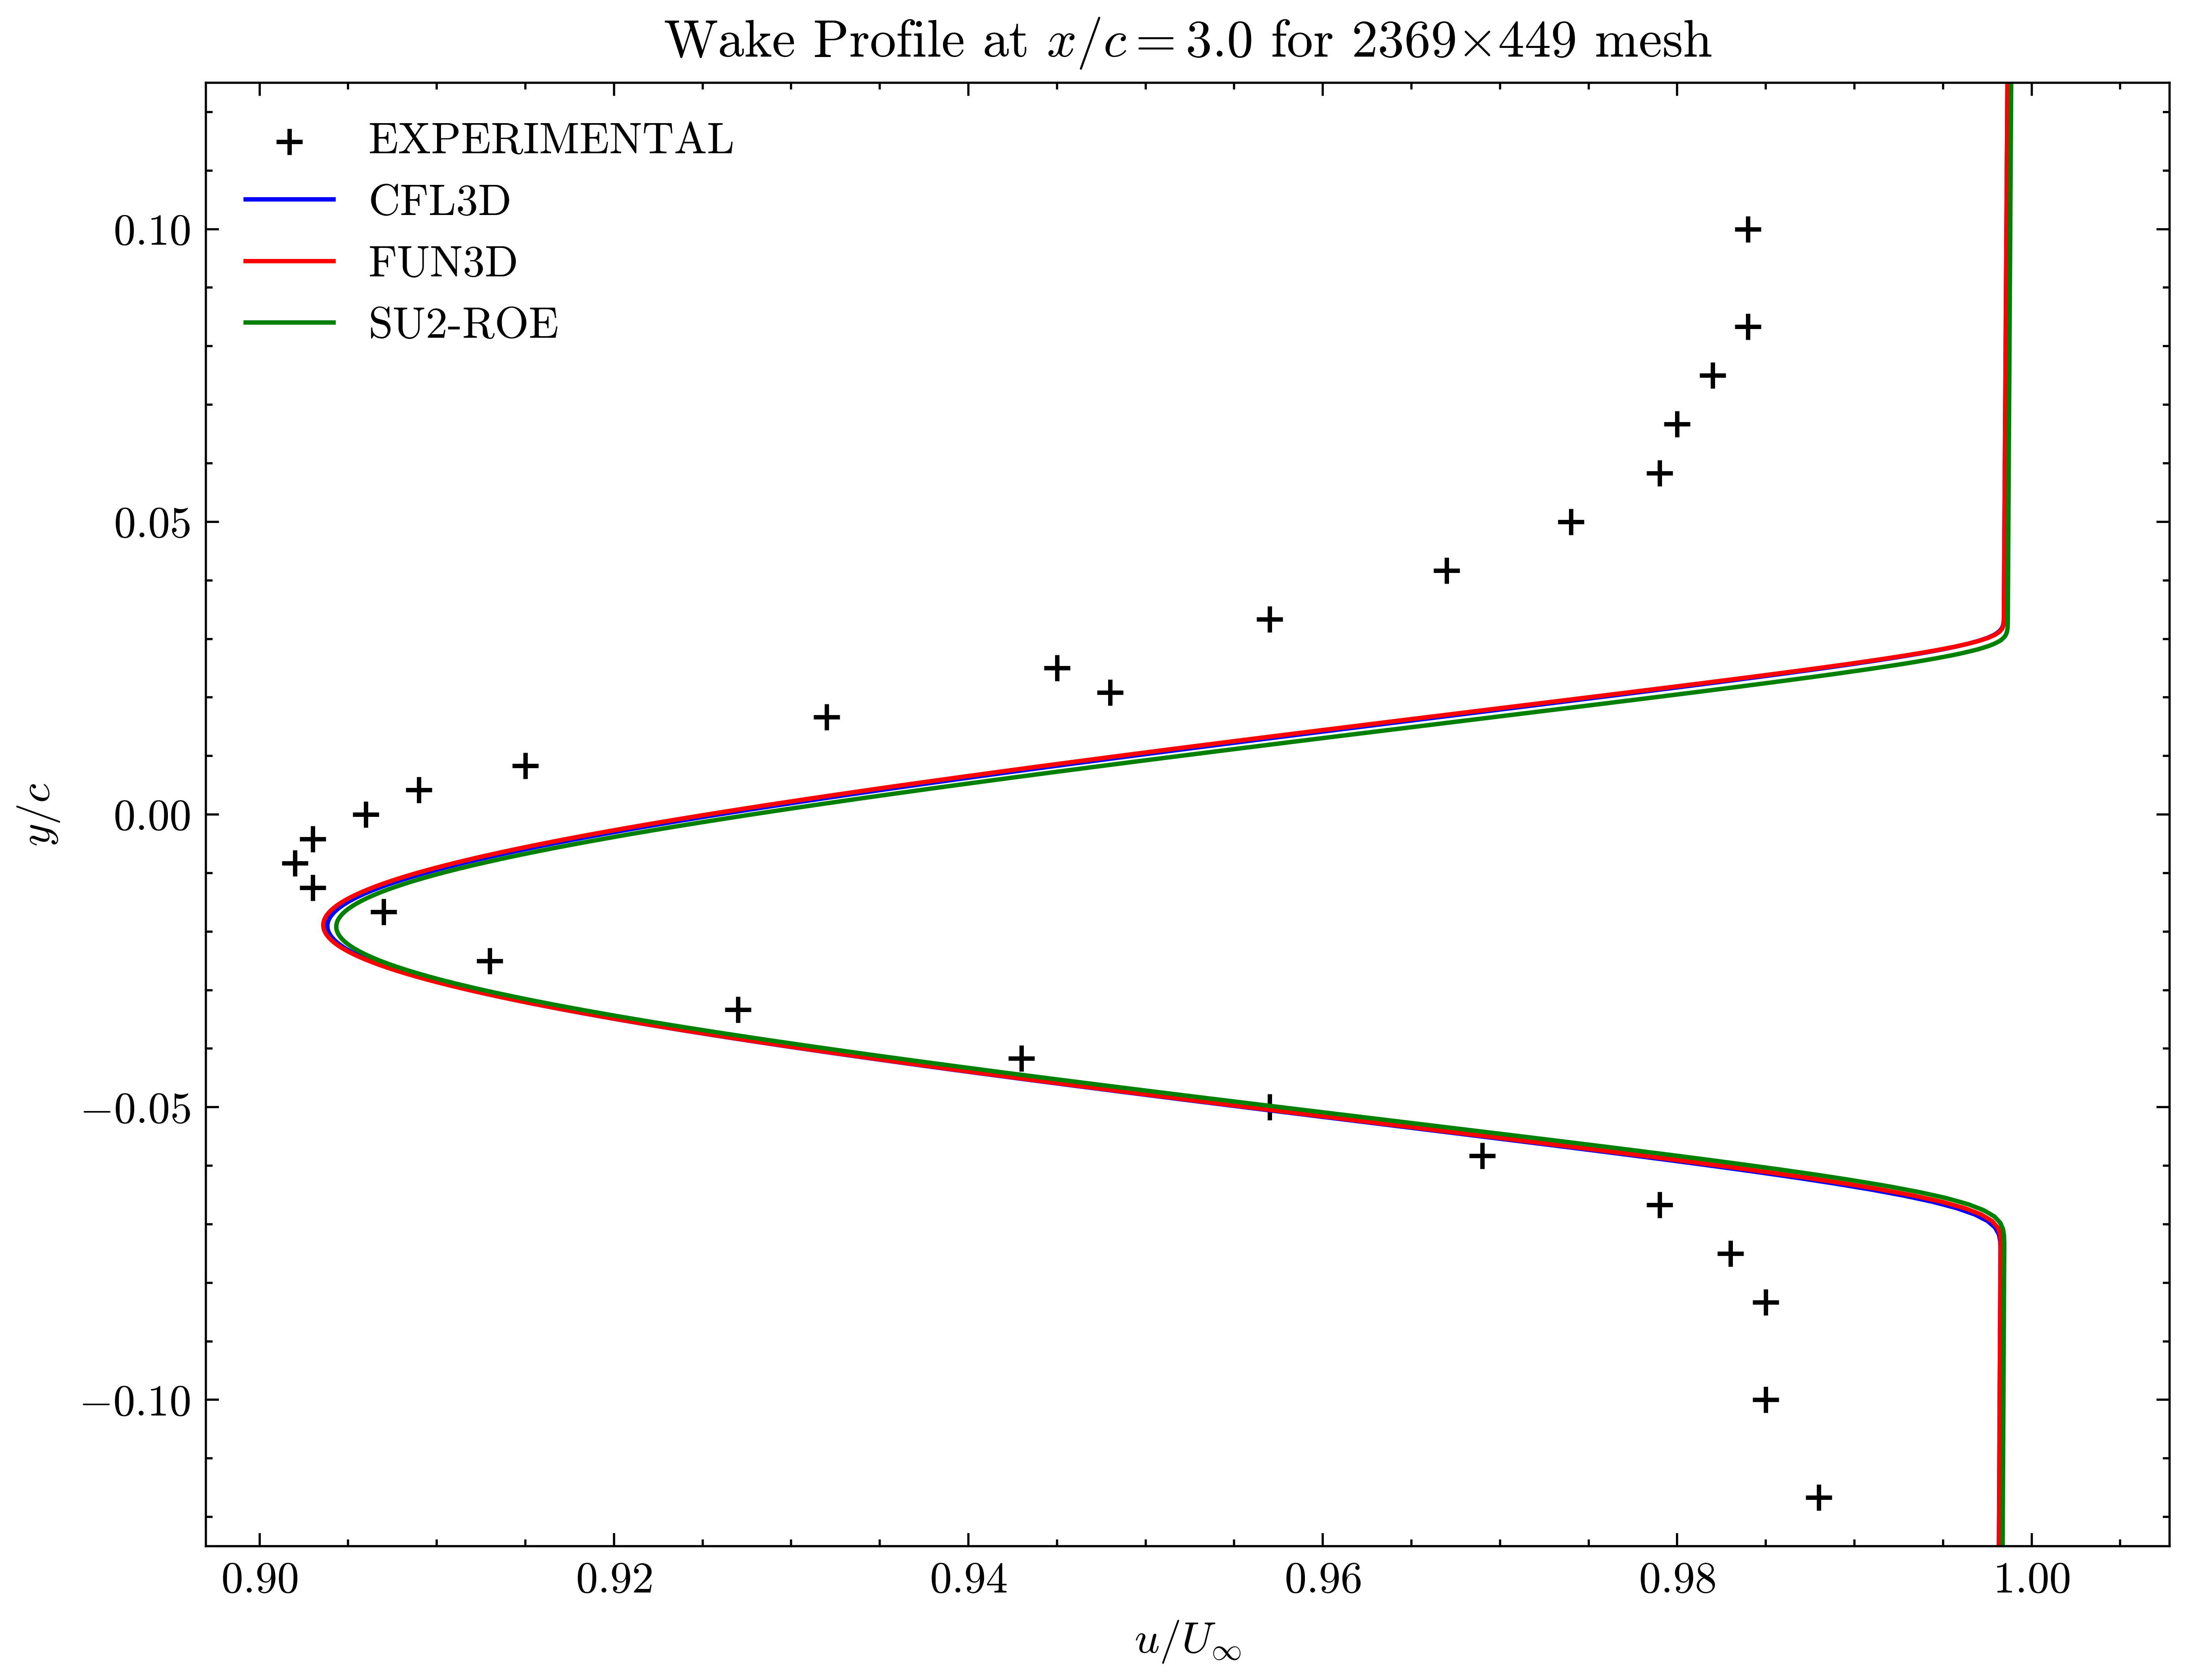 Wake Profile at x/c = 3.0 for 2369×449 mesh
EXPERIMENTAL
CFL3D
FUN3D
SU2-ROE
0.10
0.05
0.00
−0.05
−0.10
y/c
0.90 0.92 0.94 0.96 0.98 1.00
u/U∞